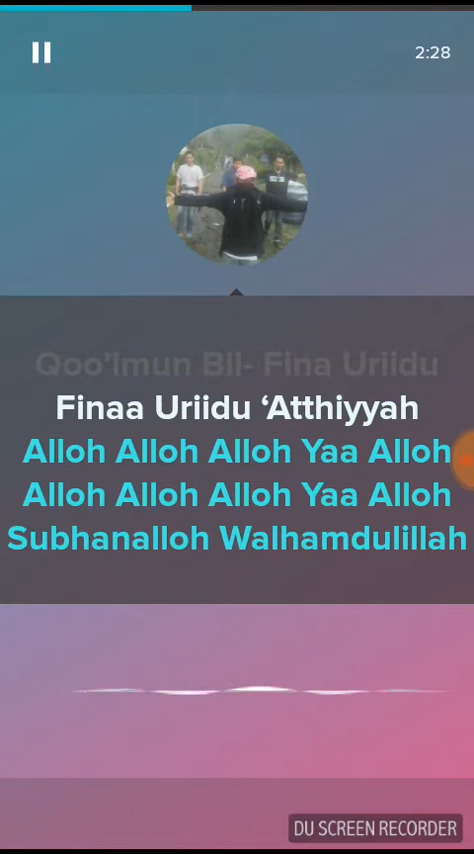 2:28
Qoo'imun Bil- Fina Uriidu
Finaa Uriidu ‘Atthiyyah
Alloh Alloh Alloh Yaa Alloh
Alloh Alloh Alloh Yaa Alloh
Subhanalloh Walhamdulillah
DU SCREEN RECORDER